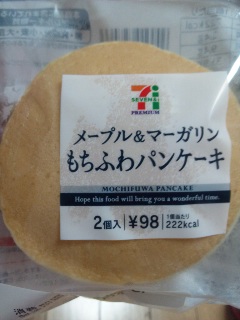 7
SEVEN&i
PREMIUM
メープル&マーガリン
もちふわパンケーキ
MOCHIFUWA PANCAKE
Hope this food will bring you a wonderful time.
2個入 ¥98 1個当たり 222kcal